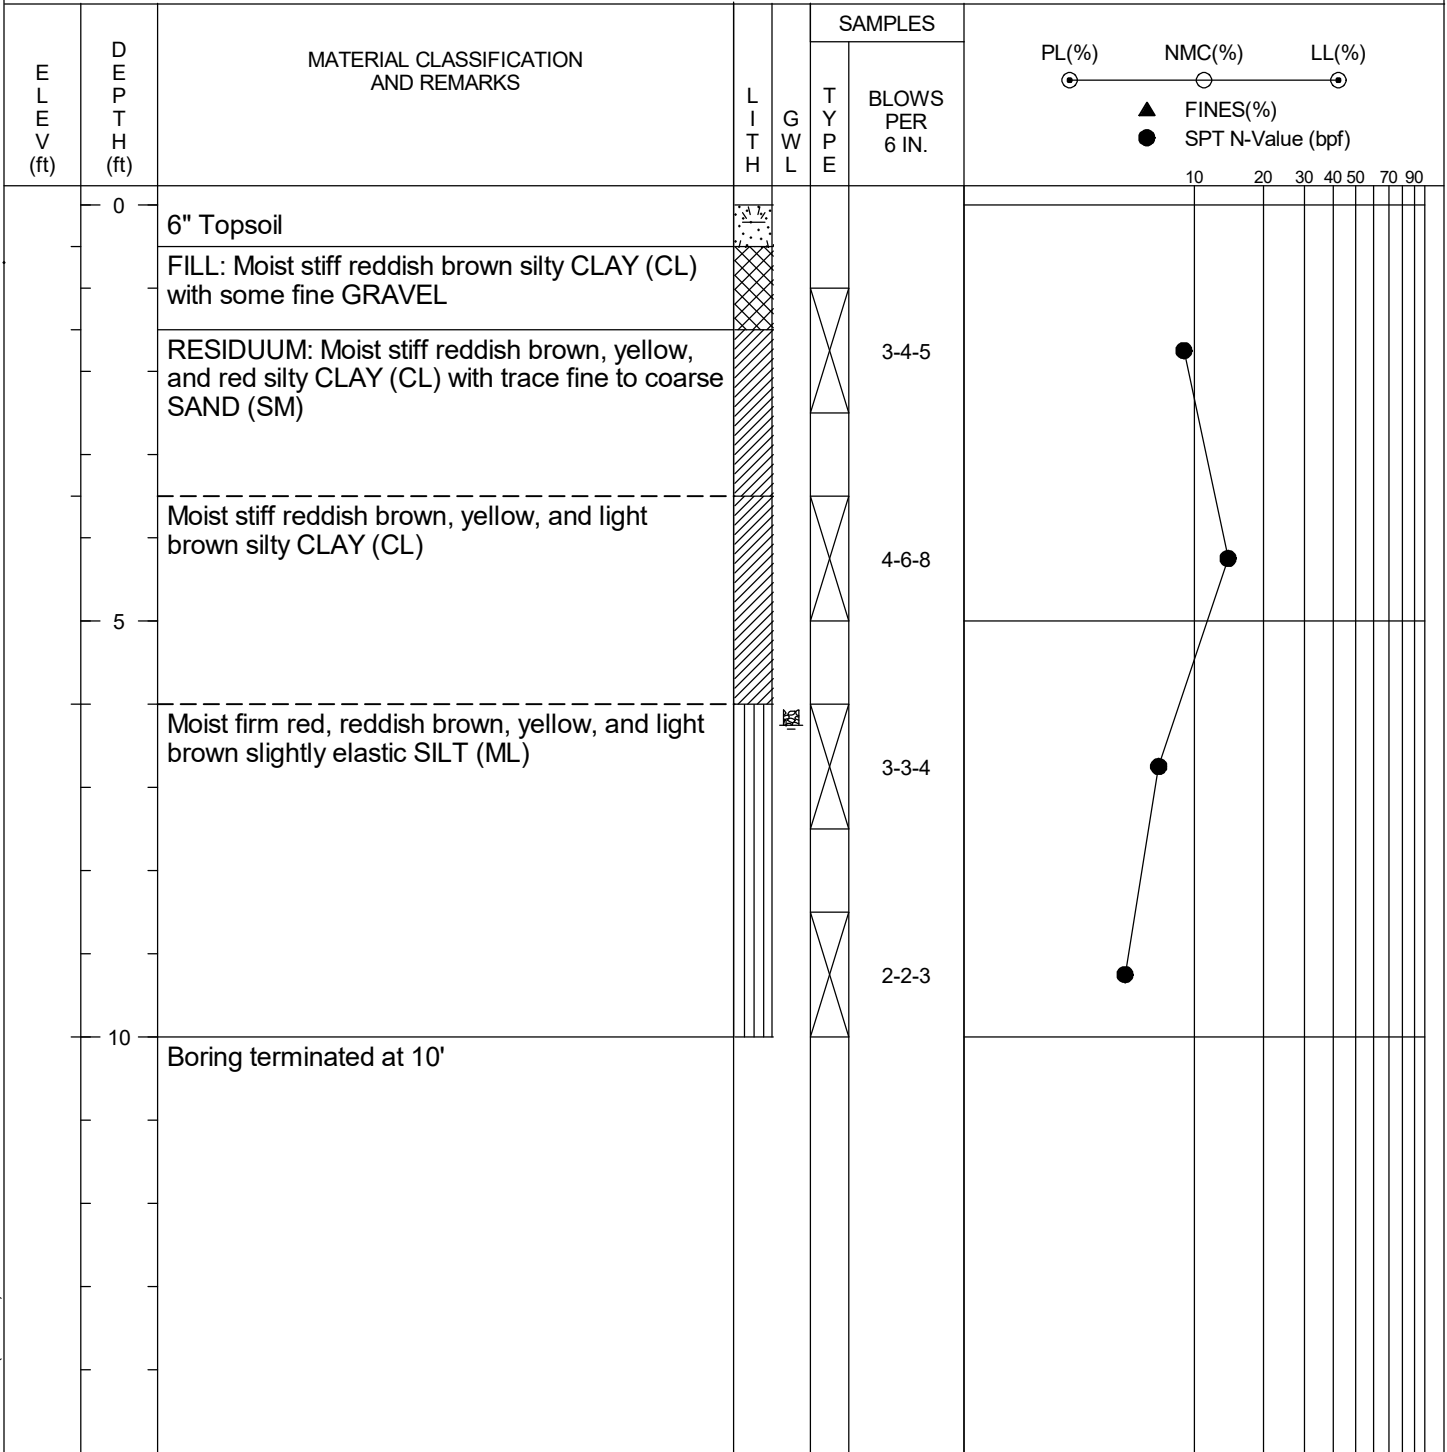 SAMPLES
ELEV
(ft)
DEPTH
(ft)
MATERIAL CLASSIFICATION
AND REMARKS
LITH
GWL
TYPE
BLOWS
PER
6 IN.
PL(%) NMC(%) LL(%)
FINES(%)
SPT N-Value (bpf)
10 20 30 40 50 70 90
0
6" Topsoil
FILL: Moist stiff reddish brown silty CLAY (CL)
with some fine GRAVEL
RESIDUUM: Moist stiff reddish brown, yellow,
and red silty CLAY (CL) with trace fine to coarse
SAND (SM)
3-4-5
Moist stiff reddish brown, yellow, and light
brown silty CLAY (CL)
4-6-8
5
Moist firm red, reddish brown, yellow, and light
brown slightly elastic SILT (ML)
3-3-4
2-2-3
10
Boring terminated at 10'